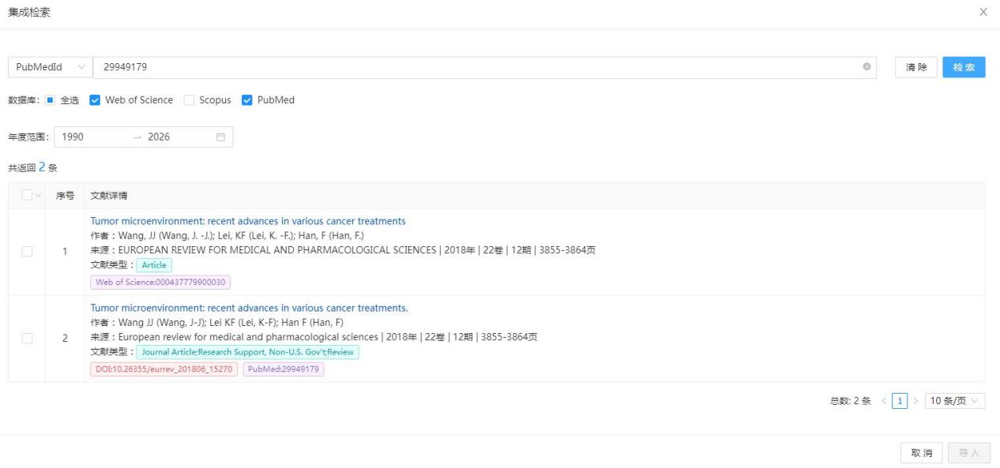 集成检索
PubMedId 29949179 清除 检索
数据库： 全选 Web of Science Scopus PubMed
年度范围： 1990 → 2026
共返回 2 条
序号 文献详情
1
Tumor microenvironment: recent advances in various cancer treatments
作者：Wang, JJ (Wang, J. -J.); Lei, KF (Lei, K. -F.); Han, F (Han, F.)
来源：EUROPEAN REVIEW FOR MEDICAL AND PHARMACOLOGICAL SCIENCES | 2018年 | 22卷 | 12期 | 3855-3864页
文献类型： Article
Web of Science:000437779900030
2
Tumor microenvironment: recent advances in various cancer treatments.
作者：Wang JJ (Wang, J-J); Lei KF (Lei, K-F); Han F (Han, F)
来源：European review for medical and pharmacological sciences | 2018年 | 22卷 | 12期 | 3855-3864页
文献类型： Journal Article;Research Support, Non-U.S. Gov't;Review
DOI:10.26355/eurrev_201806_15270 PubMed:29949179
总数: 2 条 < 1 > 10 条/页
取消 导入